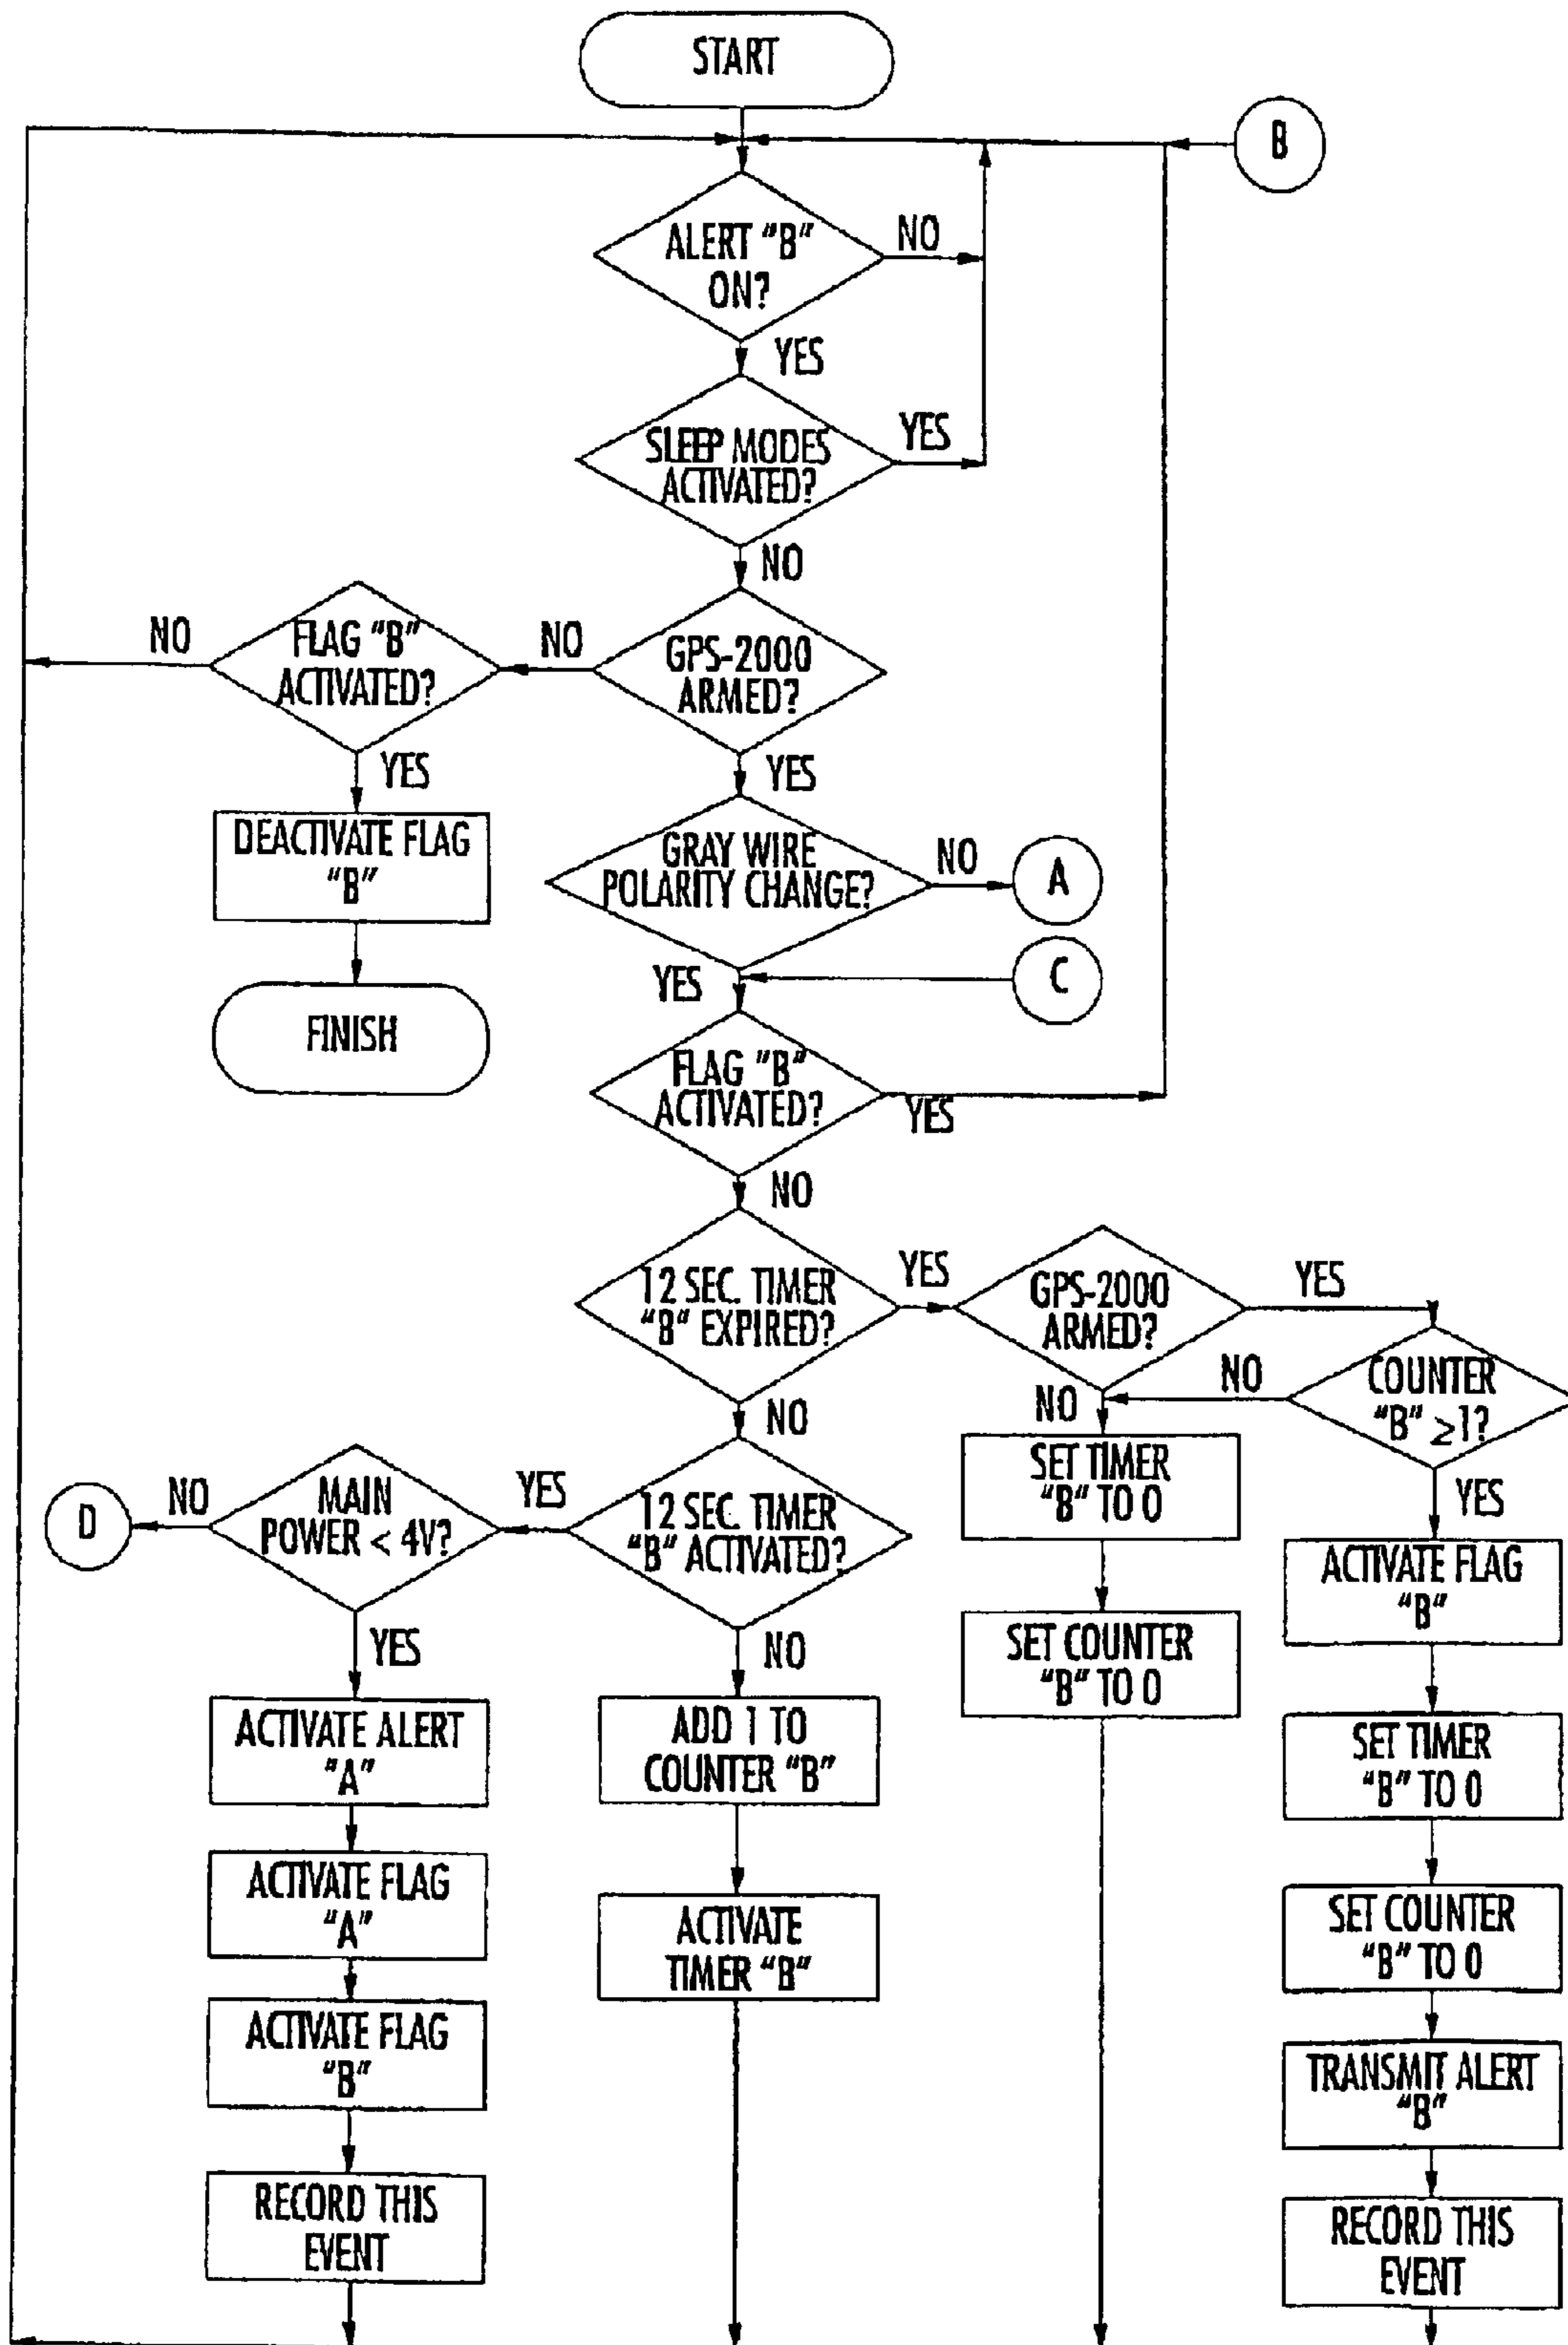 START
B
ALERT "B"
ON?
NO
YES
SLEEP MODES
ACTIVATED?
YES
NO
GPS-2000
ARMED?
NO
FLAG "B"
ACTIVATED?
NO
YES
DEACTIVATE FLAG
"B"
FINISH
YES
GRAY WIRE
POLARITY CHANGE?
NO
A
YES
C
FLAG "B"
ACTIVATED?
YES
NO
12 SEC. TIMER
"B" EXPIRED?
YES
GPS-2000
ARMED?
YES
COUNTER
"B" ≥1?
NO
NO
SET TIMER
"B" TO 0
SET COUNTER
"B" TO 0
YES
ACTIVATE FLAG
"B"
SET TIMER
"B" TO 0
SET COUNTER
"B" TO 0
TRANSMIT ALERT
"B"
RECORD THIS
EVENT
NO
12 SEC. TIMER
"B" ACTIVATED?
YES
MAIN
POWER < 4V?
NO
D
YES
ACTIVATE ALERT
"A"
ACTIVATE FLAG
"A"
ACTIVATE FLAG
"B"
RECORD THIS
EVENT
NO
ADD 1 TO
COUNTER "B"
ACTIVATE
TIMER "B"